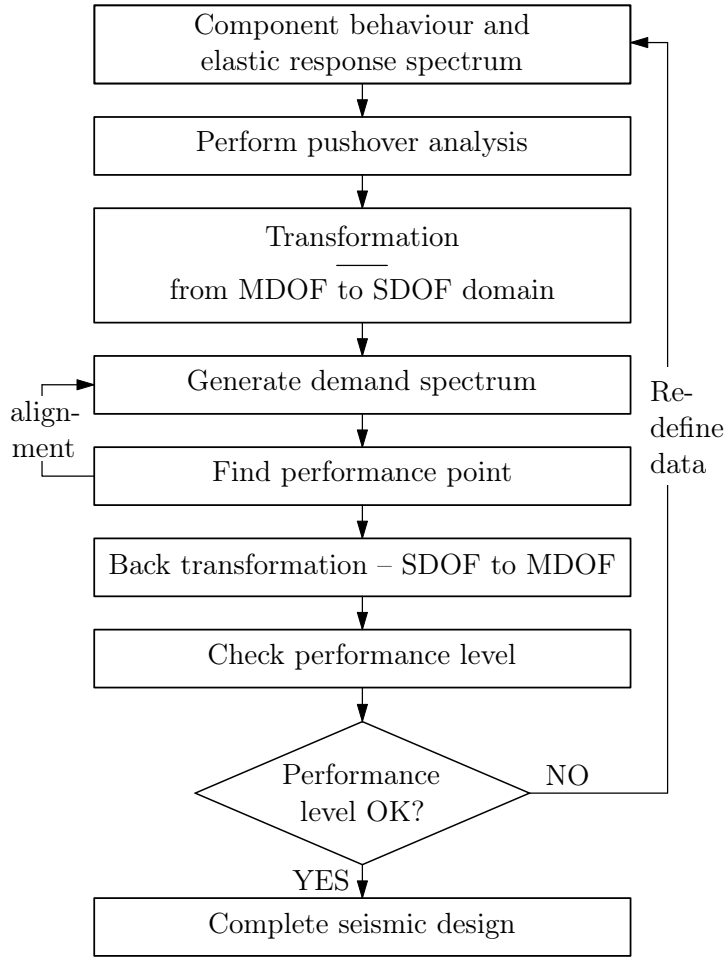 Component behaviour and
elastic response spectrum
Perform pushover analysis
Transformation
from MDOF to SDOF domain
Generate demand spectrum
align-
ment
Find performance point
Re-
define
data
Back transformation – SDOF to MDOF
Check performance level
Performance
level OK?
NO
YES
Complete seismic design